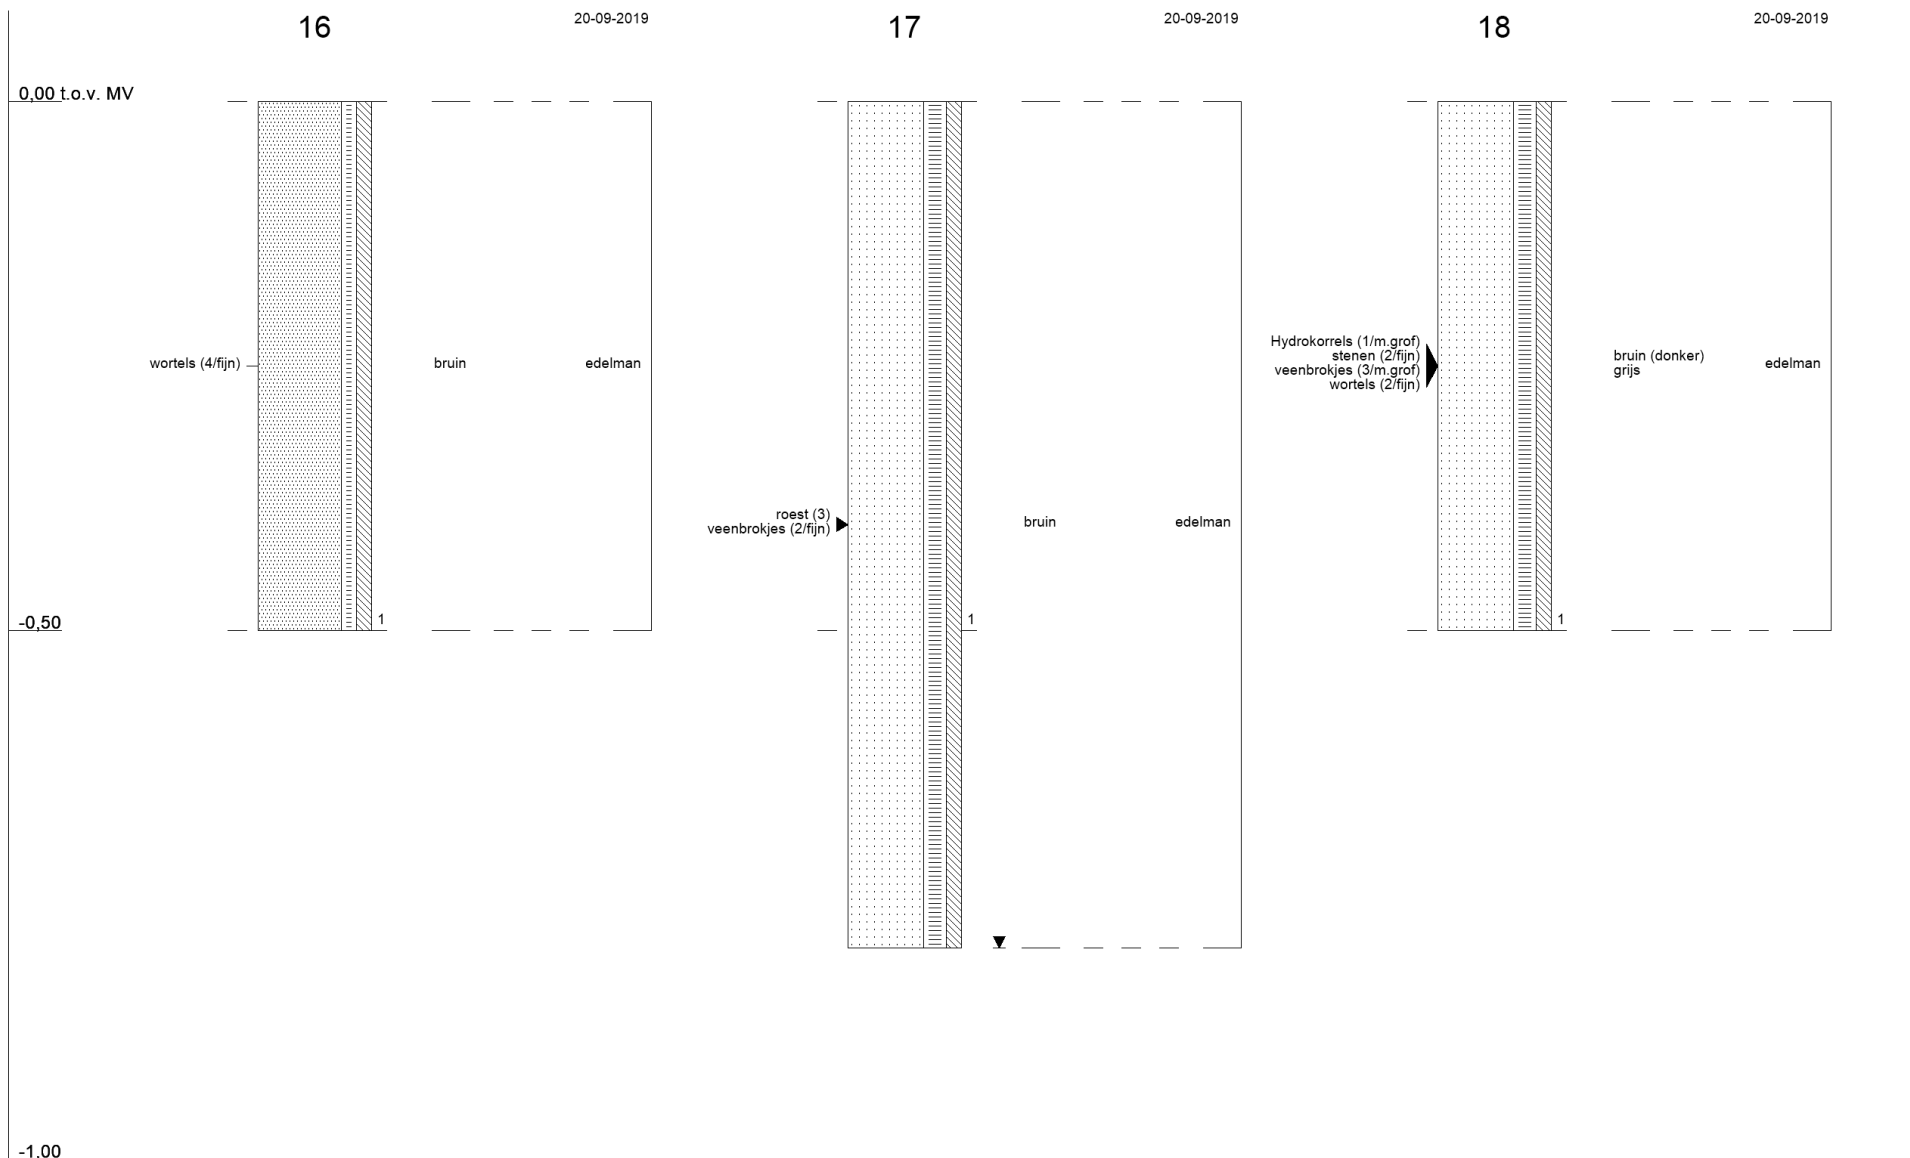 16
20-09-2019
17
20-09-2019
18
20-09-2019
0,00 t.o.v. MV
wortels (4/fijn)
bruin
edelman
1
roest (3)
veenbrokjes (2/fijn)
bruin
edelman
1
Hydrokorrels (1/m.grof)
stenen (2/fijn)
veenbrokjes (3/m.grof)
wortels (2/fijn)
bruin (donker)
grijs
edelman
1
-0,50
-1,00